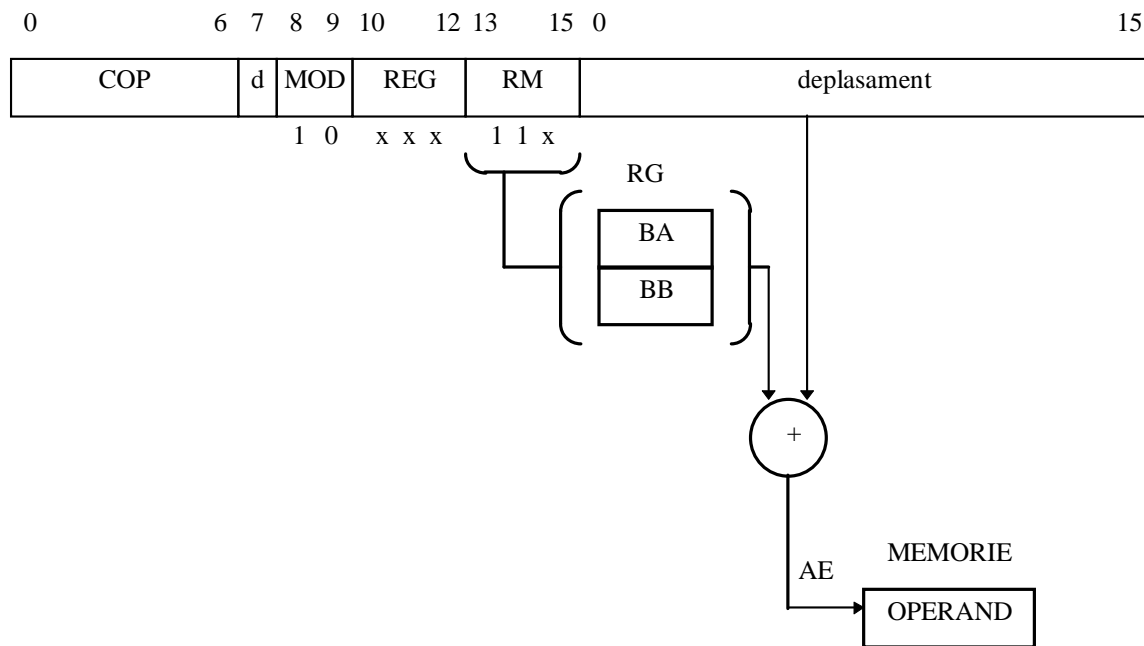 0 6 7 8 9 10 12 13 15 0 15
COP d MOD REG RM deplasament
1 0 x x x 1 1 x
RG
BA
BB
+
MEMORIE
AE
OPERAND